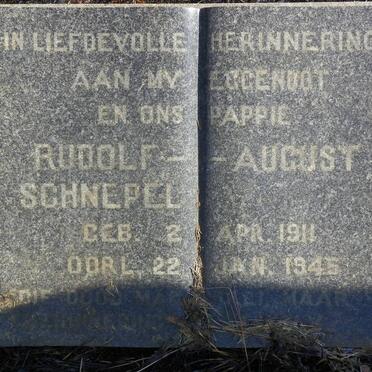 IN LIEFDEVOLLE HERINNERING
AAN MY EGGENOOT
EN ONS PAPPIE
RUDOLF — — AUGUST
SCHNEPEL
GEB. 2 APR. 1911
OORL. 22 JAN. 1945